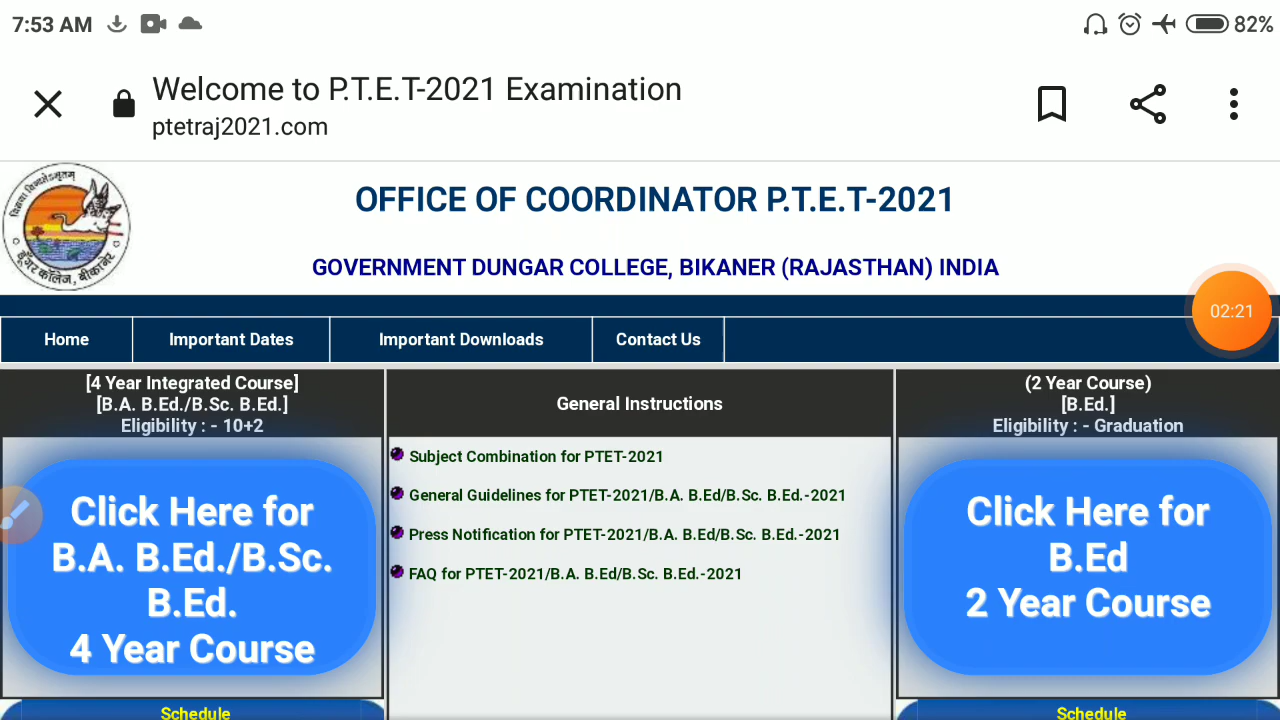 7:53 AM
82%
Welcome to P.T.E.T-2021 Examination
ptetraj2021.com
OFFICE OF COORDINATOR P.T.E.T-2021
GOVERNMENT DUNGAR COLLEGE, BIKANER (RAJASTHAN) INDIA
डूँगर कॉलेज, बीकानेर
02:21
Home
Important Dates
Important Downloads
Contact Us
[4 Year Integrated Course]
[B.A. B.Ed./B.Sc. B.Ed.]
Eligibility : - 10+2
Click Here for
B.A. B.Ed./B.Sc.
B.Ed.
4 Year Course
Schedule
General Instructions
Subject Combination for PTET-2021
General Guidelines for PTET-2021/B.A. B.Ed/B.Sc. B.Ed.-2021
Press Notification for PTET-2021/B.A. B.Ed/B.Sc. B.Ed.-2021
FAQ for PTET-2021/B.A. B.Ed/B.Sc. B.Ed.-2021
(2 Year Course)
[B.Ed.]
Eligibility : - Graduation
Click Here for
B.Ed
2 Year Course
Schedule